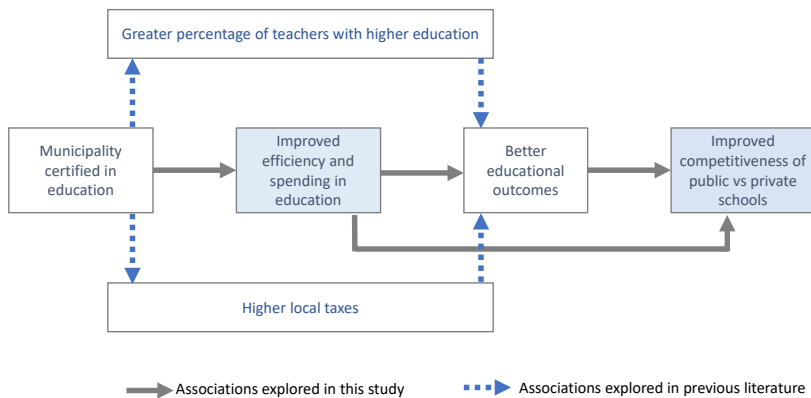 Greater percentage of teachers with higher education
Municipality
certified in
education
Improved
efficiency and
spending in
education
Better
educational
outcomes
Improved
competitiveness of
public vs private
schools
Higher local taxes
Associations explored in this study
Associations explored in previous literature